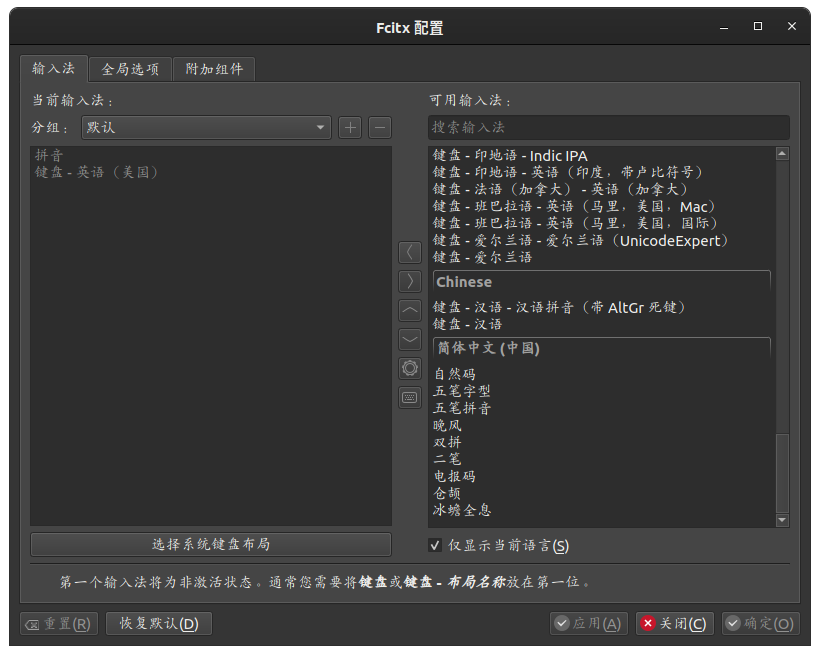 Fcitx 配置
输入法 全局选项 附加组件
当前输入法：
分组： 默认
拼音
键盘 - 英语（美国）
选择系统键盘布局
可用输入法：
搜索输入法
键盘 - 印地语 - Indic IPA
键盘 - 印地语 - 英语（印度，带卢比符号）
键盘 - 法语（加拿大） - 英语（加拿大）
键盘 - 班巴拉语 - 英语（马里，美国，Mac）
键盘 - 班巴拉语 - 英语（马里，美国，国际）
键盘 - 爱尔兰语 - 爱尔兰语（UnicodeExpert）
键盘 - 爱尔兰语
Chinese
键盘 - 汉语 - 汉语拼音（带 AltGr 死键）
键盘 - 汉语
简体中文 (中国)
自然码
五笔字型
五笔拼音
晚风
双拼
二笔
电报码
仓颉
冰蟾全息
仅显示当前语言(S)
第一个输入法将为非激活状态。通常您需要将键盘或键盘 - 布局名称放在第一位。
重置(R) 恢复默认(D) 应用(A) 关闭(C) 确定(O)